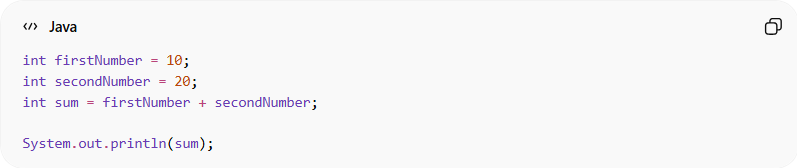 Java
int firstNumber = 10;
int secondNumber = 20;
int sum = firstNumber + secondNumber;
System.out.println(sum);